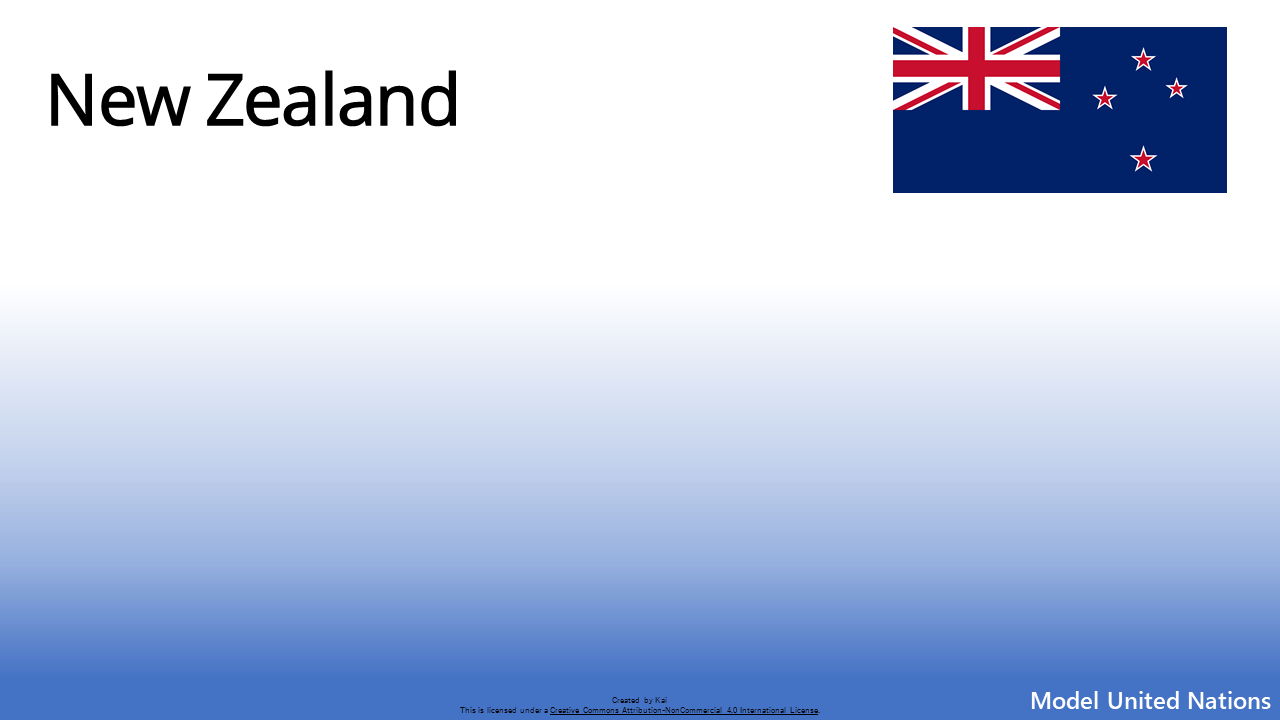 New Zealand
Created by Kai
This is licensed under a Creative Commons Attribution-NonCommercial 4.0 International License.
Model United Nations